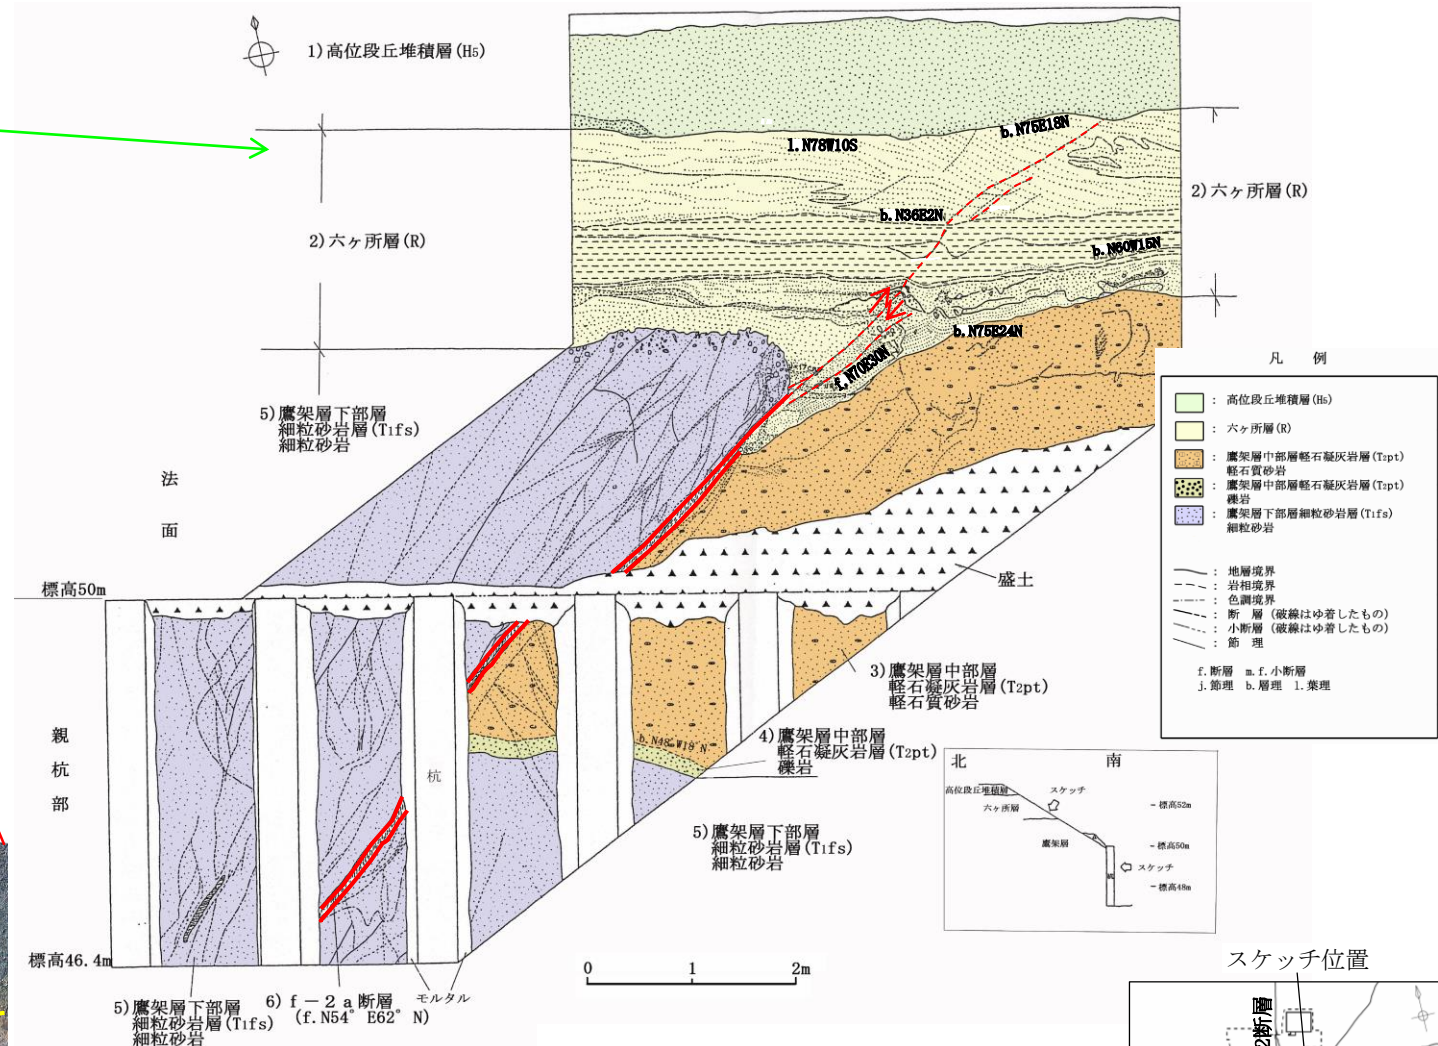 1)高位段丘堆積層(H5)
l. N78W10S
b. N75E18N
2)六ヶ所層(R)
2)六ヶ所層(R)
b. N36E2N
b. N60W15N
b. N75E24N
f. N70E30N
5)鷹架層下部層
細粒砂岩層(T1fs)
細粒砂岩
法
面
凡　例
: 高位段丘堆積層(H5)
: 六ヶ所層(R)
: 鷹架層中部層軽石凝灰岩層(T2pt)
軽石質砂岩
: 鷹架層中部層軽石凝灰岩層(T2pt)
礫岩
: 鷹架層下部層細粒砂岩層(T1fs)
細粒砂岩
: 地層境界
: 岩相境界
: 色調境界
: 断　層 (破線はゆ着したもの)
: 小断層 (破線はゆ着したもの)
: 節　理
f. 断層　m.f. 小断層
j. 節理　b. 層理　l. 葉理
標高50m
盛土
3)鷹架層中部層
軽石凝灰岩層(T2pt)
軽石質砂岩
b. N48°W18°N
4)鷹架層中部層
軽石凝灰岩層(T2pt)
礫岩
親
杭
部
杭
5)鷹架層下部層
細粒砂岩層(T1fs)
細粒砂岩
北　南
高位段丘堆積層
スケッチ
六ヶ所層
標高52m
鷹架層
標高50m
スケッチ
杭
標高48m
標高46.4m
0　1　2m
5)鷹架層下部層
細粒砂岩層(T1fs)
細粒砂岩
6) f－2a断層
(f. N54°E62°N)
モルタル
スケッチ位置
2断層